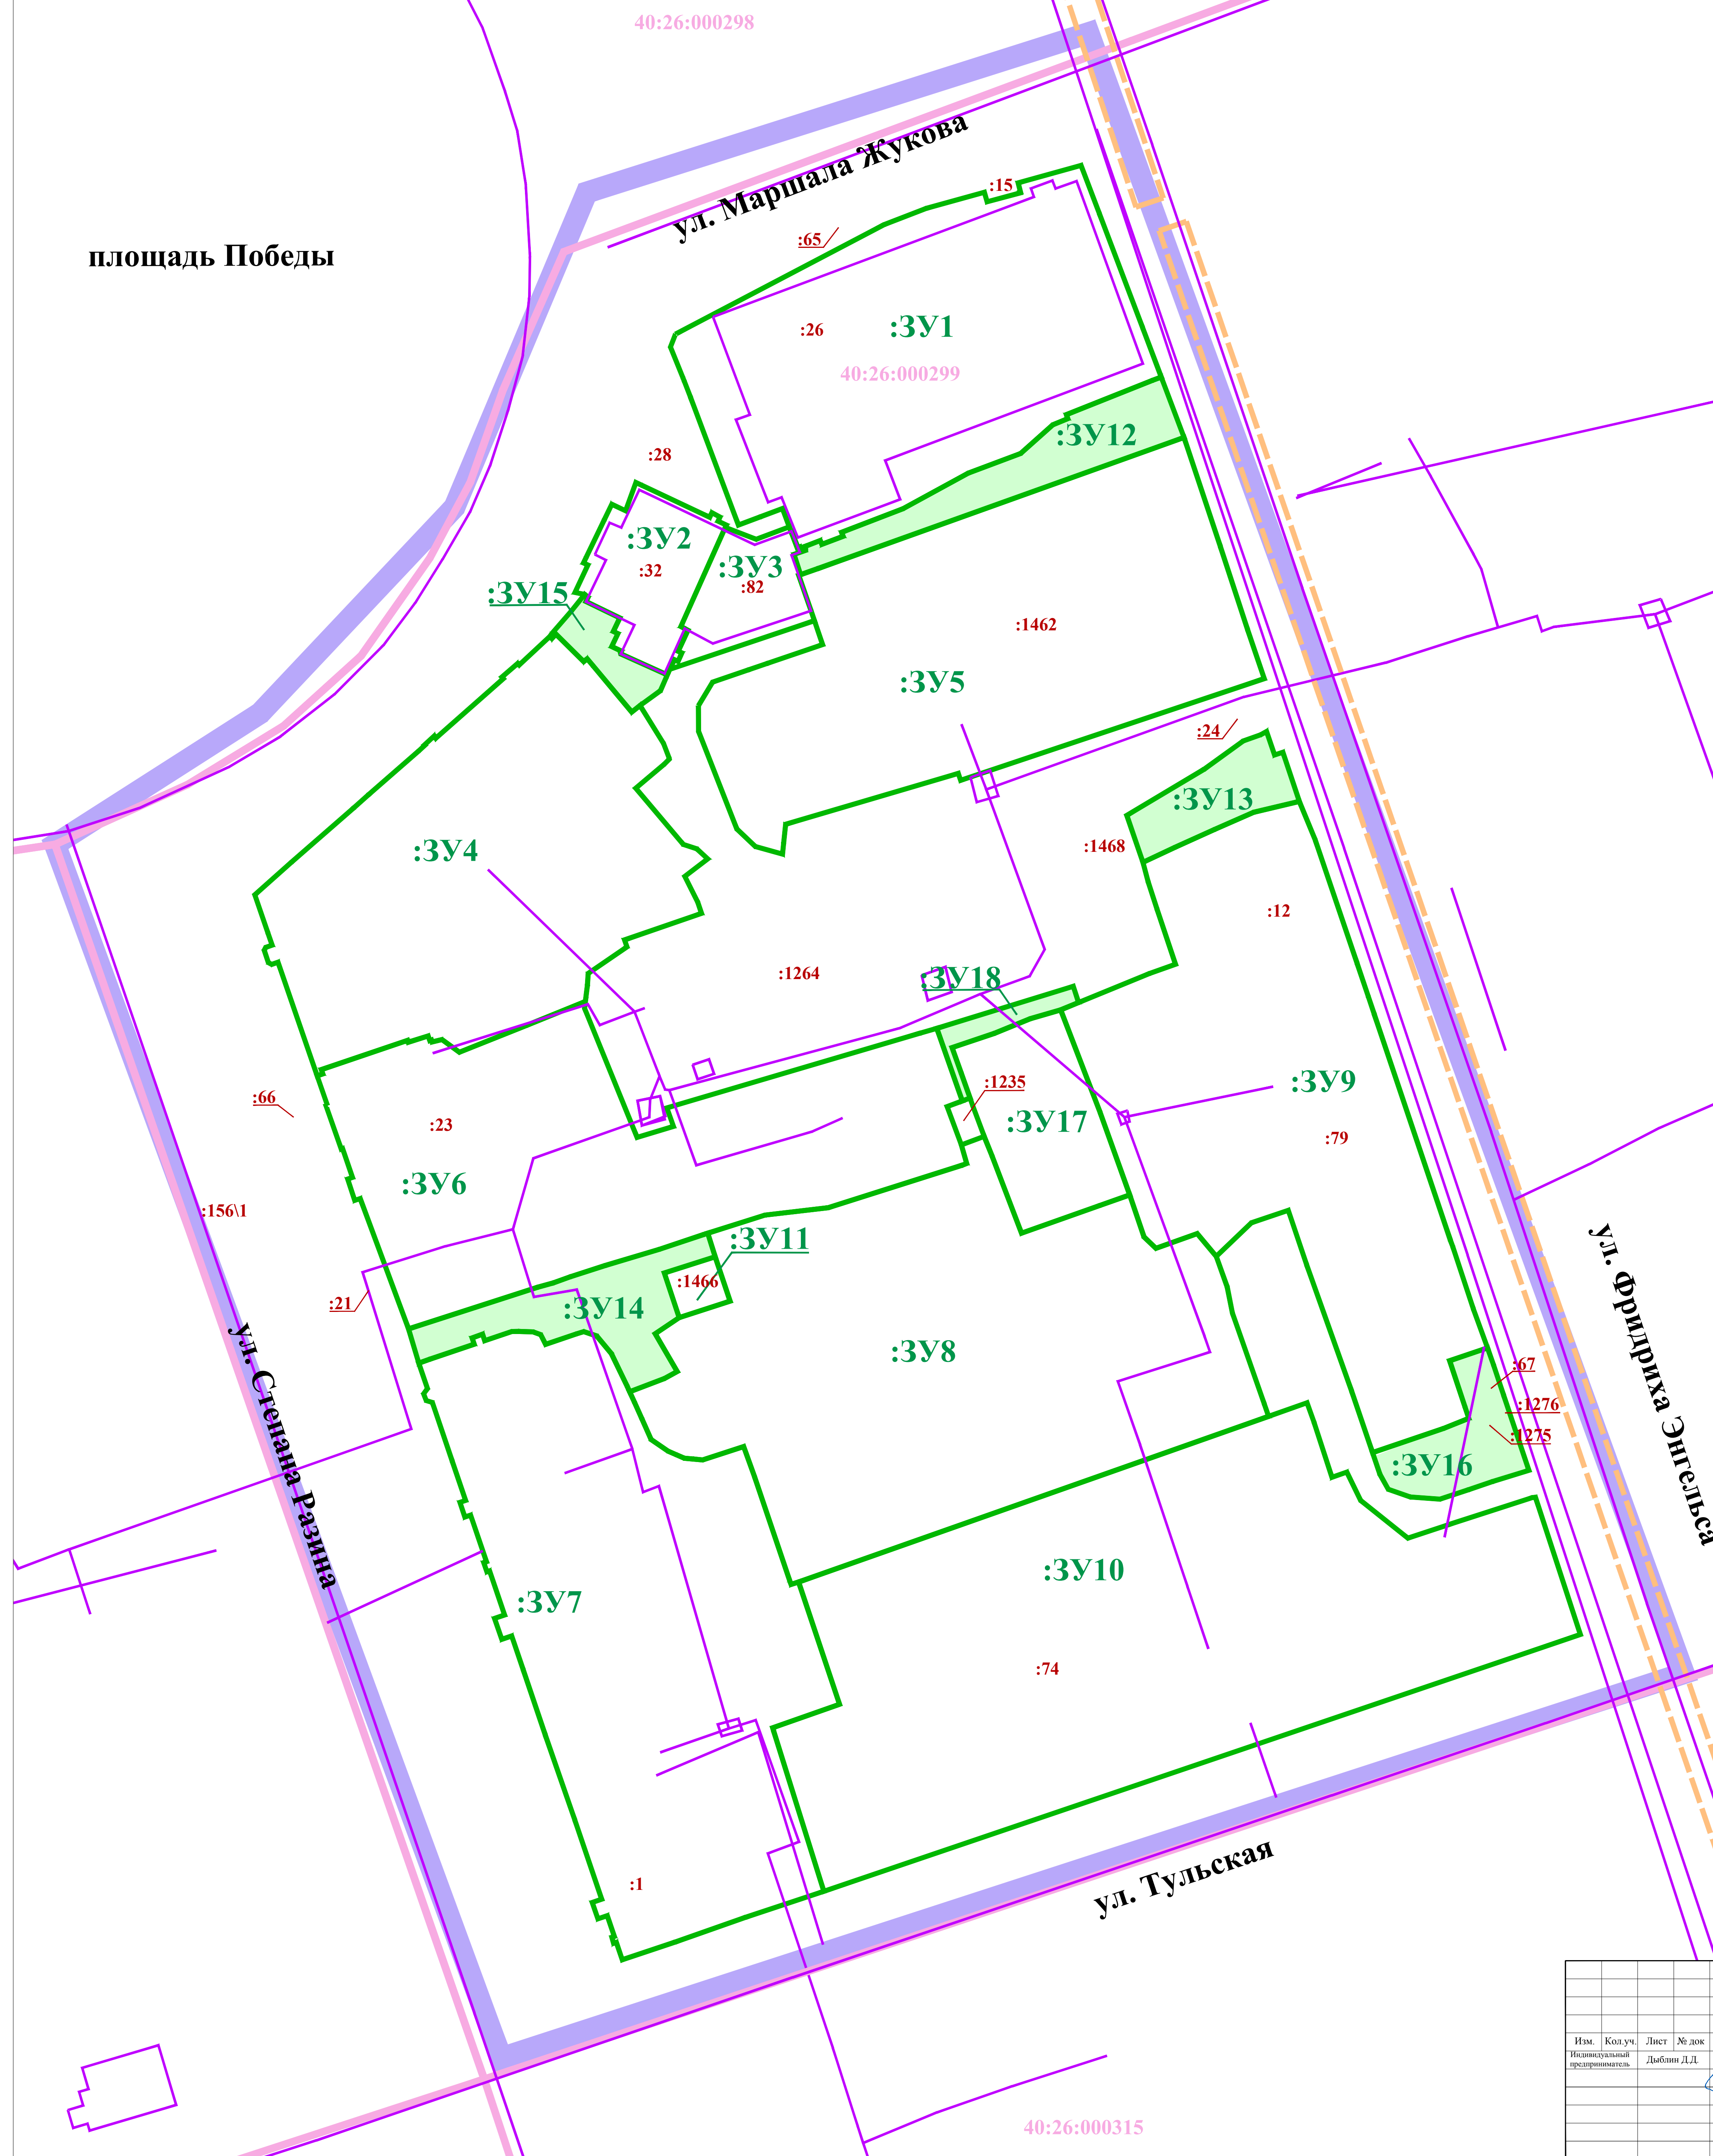 40:26:000298
ул. Маршала Жукова
:15
:65
площадь Победы
:ЗУ1
:26
40:26:000299
:ЗУ12
:28
:ЗУ2
:ЗУ3
:32
:82
:ЗУ15
:1462
:ЗУ5
:24
:ЗУ13
:1468
:ЗУ4
:12
:1264
:ЗУ18
:ЗУ9
:1235
:66
:ЗУ17
:23
:79
:ЗУ6
:156\1
:ЗУ11
:1466
:21
:ЗУ14
:ЗУ8
:67
:1276
:1275
:ЗУ16
ул. Фридриха Энгельса
ул. Степана Разина
:ЗУ10
:ЗУ7
:74
:1
ул. Тульская
Изм. Кол.уч. Лист № док
Индивидуальный
предприниматель
Дыблин Д.Д.
40:26:000315